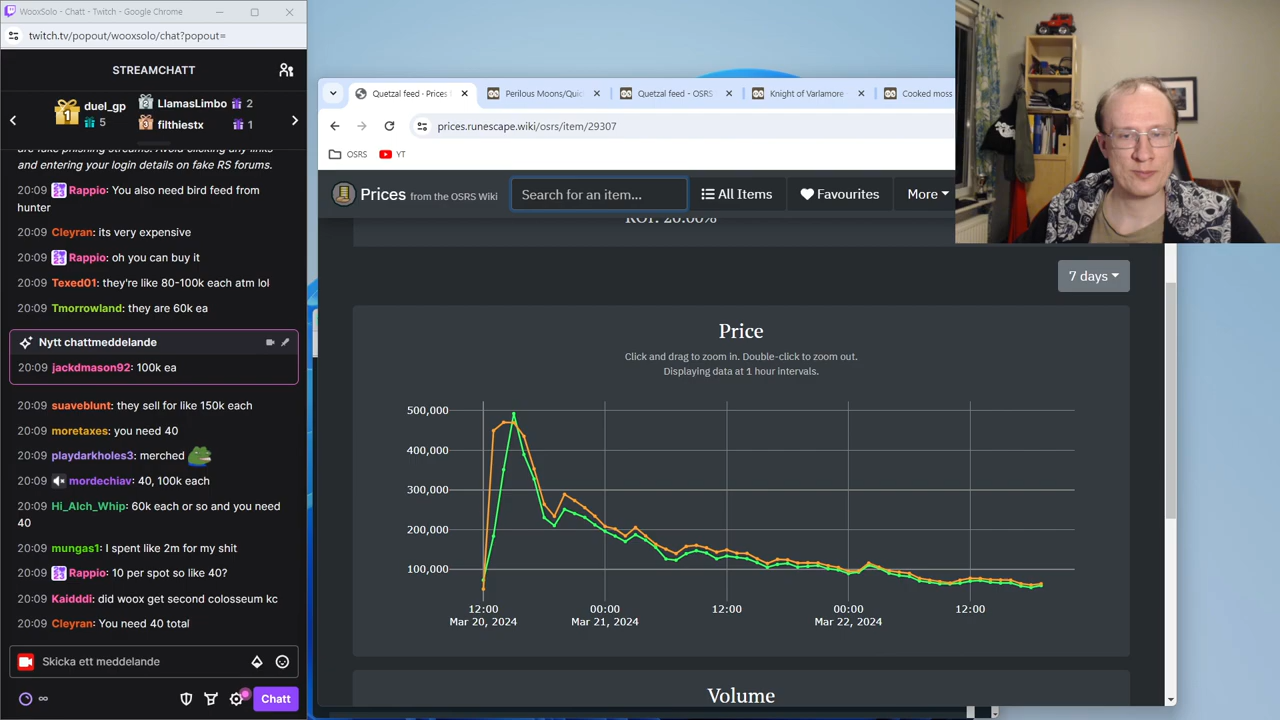 WooxSolo - Chatt - Twitch - Google Chrome
twitch.tv/popout/wooxsolo/chat?popout=
STREAMCHATT
1 duel_gp
5
2 LlamasLimbo 2
3 filthiestx 1
are fake phishing streams. Avoid clicking any links
and entering your login details on fake RS forums.
20:09 Rappio: You also need bird feed from
hunter
20:09 Cleyran: its very expensive
20:09 Rappio: oh you can buy it
20:09 Texed01: they're like 80-100k each atm lol
20:09 Tmorrowland: they are 60k ea
Nytt chattmeddelande
20:09 jackdmason92: 100k ea
20:09 suaveblunt: they sell for like 150k each
20:09 moretaxes: you need 40
20:09 playdarkholes3: merched
20:09 mordechiav: 40, 100k each
20:09 Hi_Alch_Whip: 60k each or so and you need
40
20:09 mungas1: I spent like 2m for my shit
20:09 Rappio: 10 per spot so like 40?
20:09 Kaidddi: did woox get second colosseum kc
20:09 Cleyran: You need 40 total
Skicka ett meddelande
∞
Chatt
Quetzal feed - Prices
Perilous Moons/Quic
Quetzal feed - OSRS
Knight of Varlamore
Cooked moss
prices.runescape.wiki/osrs/item/29307
OSRS
YT
Prices from the OSRS Wiki
Search for an item...
All Items
Favourites
More
ROI: 20.00%
7 days
Price
Click and drag to zoom in. Double-click to zoom out.
Displaying data at 1 hour intervals.
500,000
400,000
300,000
200,000
100,000
12:00
Mar 20, 2024
00:00
Mar 21, 2024
12:00
00:00
Mar 22, 2024
12:00
Volume